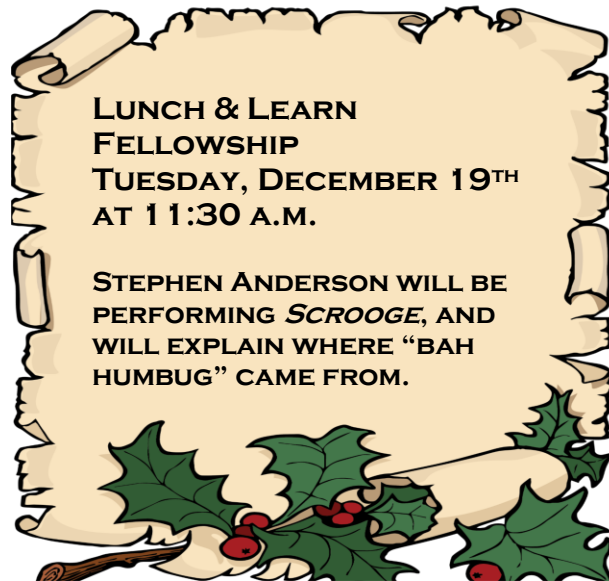 Lunch & Learn
Fellowship
Tuesday, December 19th
at 11:30 a.m.
Stephen Anderson will be
performing Scrooge, and
will explain where “bah
humbug” came from.